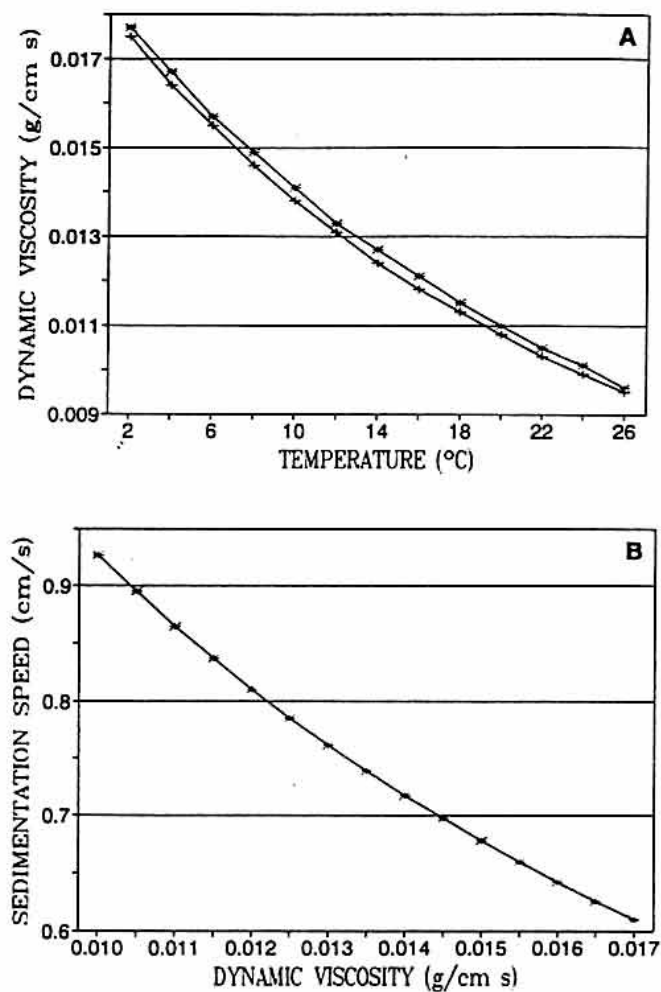 A
DYNAMIC VISCOSITY (g/cm s)
0.017
0.015
0.013
0.011
0.009
2 6 10 14 18 22 26
TEMPERATURE (°C)
B
SEDIMENTATION SPEED (cm/s)
0.9
0.8
0.7
0.6
0.010 0.011 0.012 0.013 0.014 0.015 0.016 0.017
DYNAMIC VISCOSITY (g/cm s)